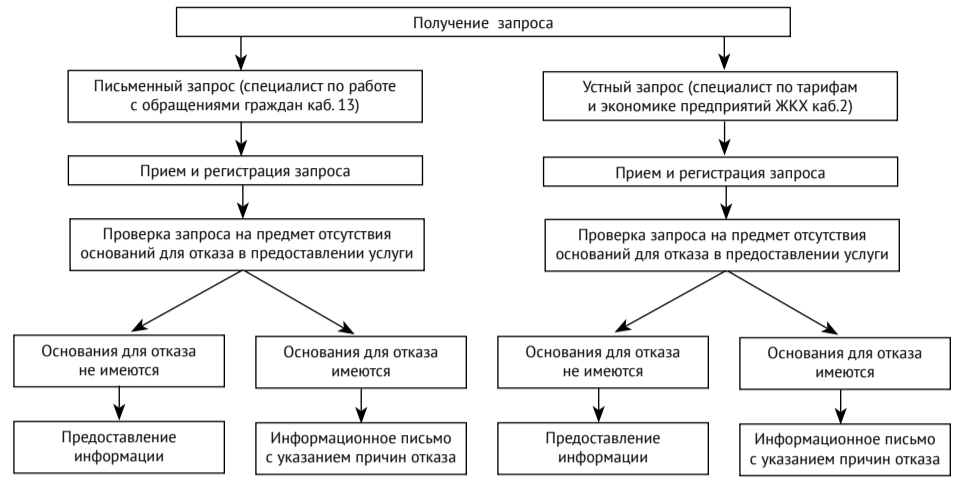 Получение запроса
Письменный запрос (специалист по работе
с обращениями граждан каб. 13)
Устный запрос (специалист по тарифам
и экономике предприятий ЖКХ каб.2)
Прием и регистрация запроса
Прием и регистрация запроса
Проверка запроса на предмет отсутствия
оснований для отказа в предоставлении услуги
Проверка запроса на предмет отсутствия
оснований для отказа в предоставлении услуги
Основания для отказа
не имеются
Основания для отказа
имеются
Основания для отказа
не имеются
Основания для отказа
имеются
Предоставление
информации
Информационное письмо
с указанием причин отказа
Предоставление
информации
Информационное письмо
с указанием причин отказа